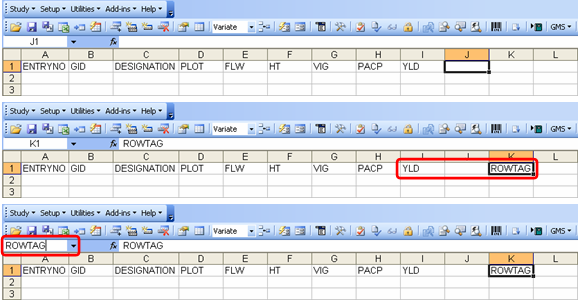 Study Setup Utilities Add-ins Help
Variate GMS
J1 fx
A B C D E F G H I J K L
1 ENTRYNO GID DESIGNATION PLOT FLW HT VIG PACP YLD
2
3
Study Setup Utilities Add-ins Help
Variate GMS
K1 fx ROWTAG
A B C D E F G H I J K L
1 ENTRYNO GID DESIGNATION PLOT FLW HT VIG PACP YLD ROWTAG
2
3
Study Setup Utilities Add-ins Help
Variate GMS
ROWTAG fx ROWTAG
A B C D E F G H I J K L
1 ENTRYNO GID DESIGNATION PLOT FLW HT VIG PACP YLD ROWTAG
2
3